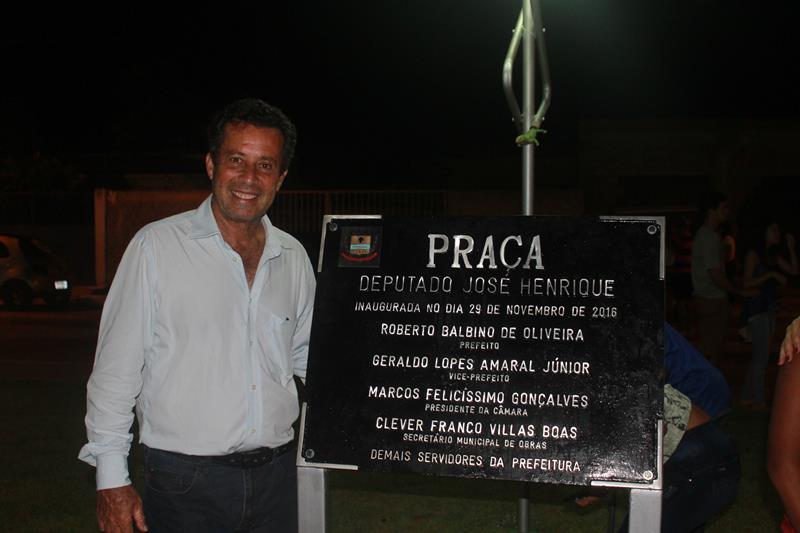 PRAÇA
DEPUTADO JOSÉ HENRIQUE
INAUGURADA NO DIA 29 DE NOVEMBRO DE 2016
ROBERTO BALBINO DE OLIVEIRA
PREFEITO
GERALDO LOPES AMARAL JÚNIOR
VICE-PREFEITO
MARCOS FELICÍSSIMO GONÇALVES
PRESIDENTE DA CÂMARA
CLEVER FRANCO VILLAS BOAS
SECRETÁRIO MUNICIPAL DE OBRAS
DEMAIS SERVIDORES DA PREFEITURA